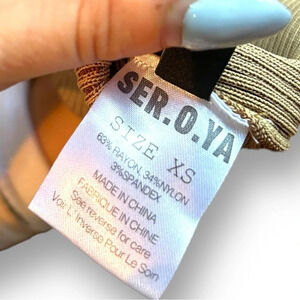 SER.O.YA
SIZE XS
63% RAYON, 34%NYLON
3%SPANDEX
MADE IN CHINA
FABRIQUE IN CHINE
See reverse for care
Voir L'inverse Pour Le Soin